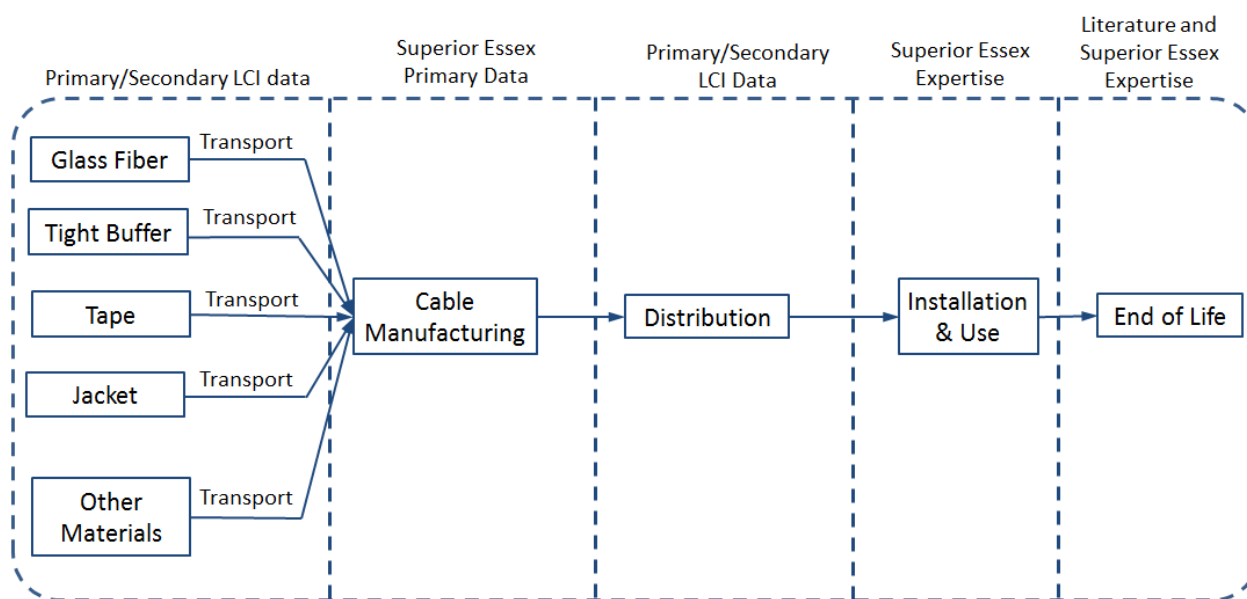 Primary/Secondary LCI data
Superior Essex
Primary Data
Primary/Secondary
LCI Data
Superior Essex
Expertise
Literature and
Superior Essex
Expertise
Glass Fiber
Transport
Tight Buffer
Transport
Tape
Transport
Jacket
Transport
Other
Materials
Transport
Cable
Manufacturing
Distribution
Installation
& Use
End of Life